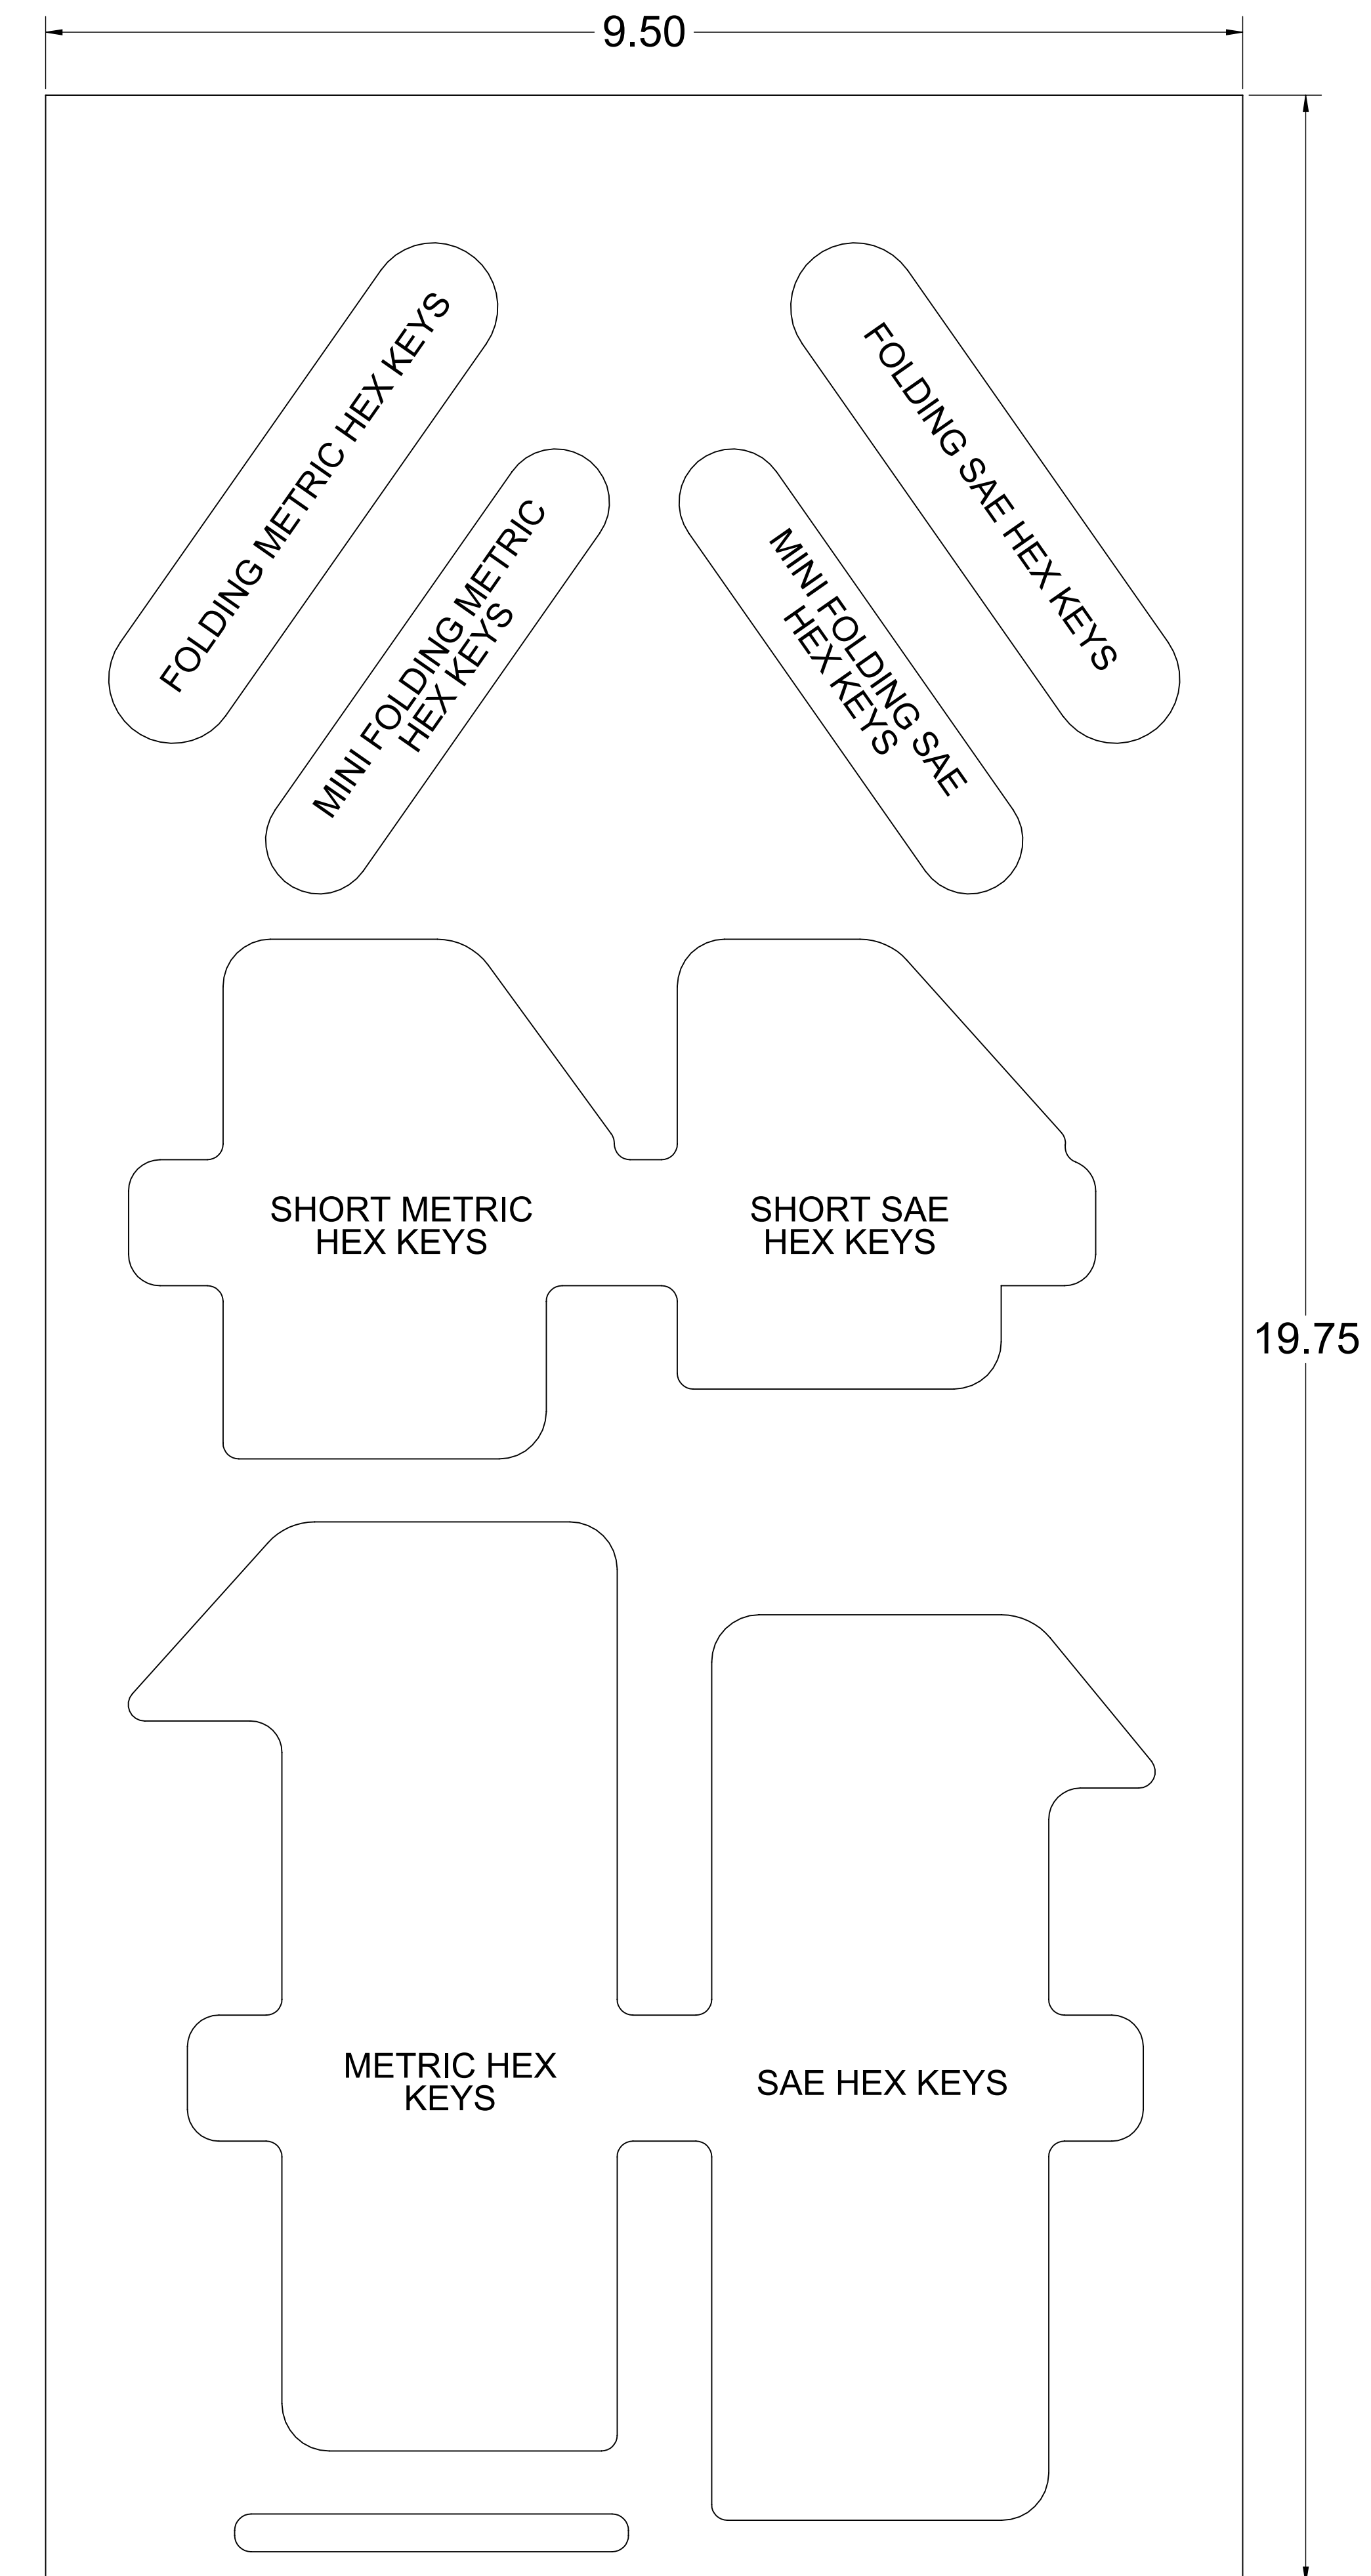 9.50
FOLDING METRIC HEX KEYS
FOLDING SAE HEX KEYS
MINI FOLDING METRIC
HEX KEYS
MINI FOLDING SAE
HEX KEYS
SHORT METRIC
HEX KEYS
SHORT SAE
HEX KEYS
19.75
METRIC HEX
KEYS
SAE HEX KEYS